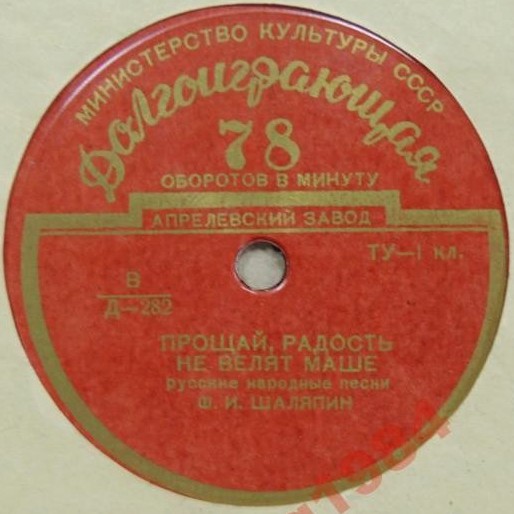 МИНИСТЕРСТВО КУЛЬТУРЫ СССР
Долгоиграющая
78
ОБОРОТОВ В МИНУТУ
АПРЕЛЕВСКИЙ ЗАВОД
ТУ—1 кл.
В
Д—282
ПРОЩАЙ, РАДОСТЬ
НЕ ВЕЛЯТ МАШЕ
русские народные песни
Ф. И. ШАЛЯПИН